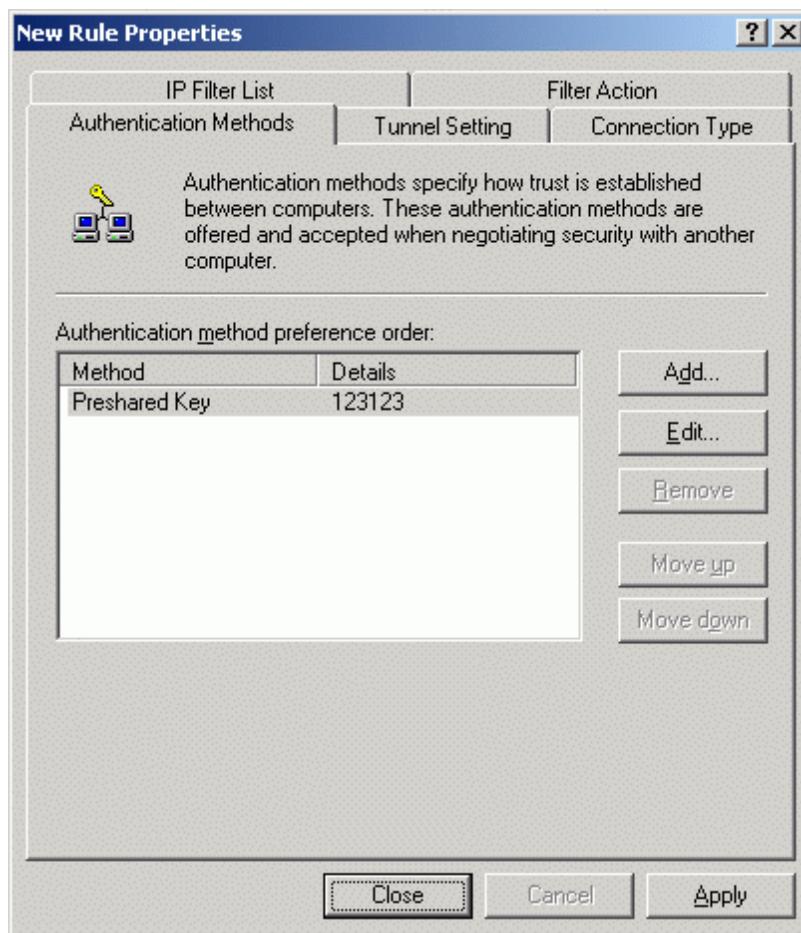 New Rule Properties
IP Filter List
Filter Action
Authentication Methods
Tunnel Setting
Connection Type
Authentication methods specify how trust is established
between computers. These authentication methods are
offered and accepted when negotiating security with another
computer.
Authentication method preference order:
Method
Details
Preshared Key
123123
Add...
Edit...
Remove
Move up
Move down
Close
Cancel
Apply